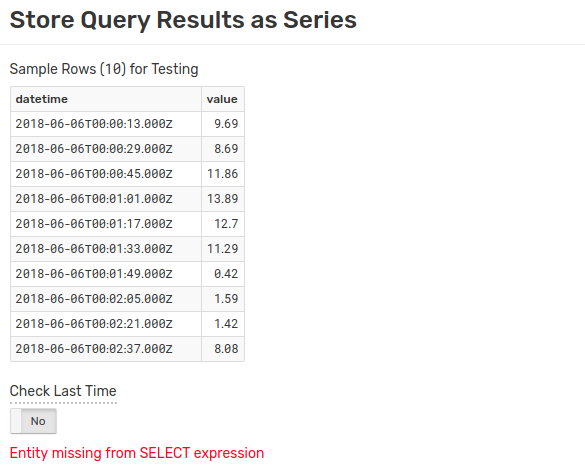 Store Query Results as Series
Sample Rows (10) for Testing
datetime value
2018-06-06T00:00:13.000Z 9.69
2018-06-06T00:00:29.000Z 8.69
2018-06-06T00:00:45.000Z 11.86
2018-06-06T00:01:01.000Z 13.89
2018-06-06T00:01:17.000Z 12.7
2018-06-06T00:01:33.000Z 11.29
2018-06-06T00:01:49.000Z 0.42
2018-06-06T00:02:05.000Z 1.59
2018-06-06T00:02:21.000Z 1.42
2018-06-06T00:02:37.000Z 8.08
Check Last Time
No
Entity missing from SELECT expression